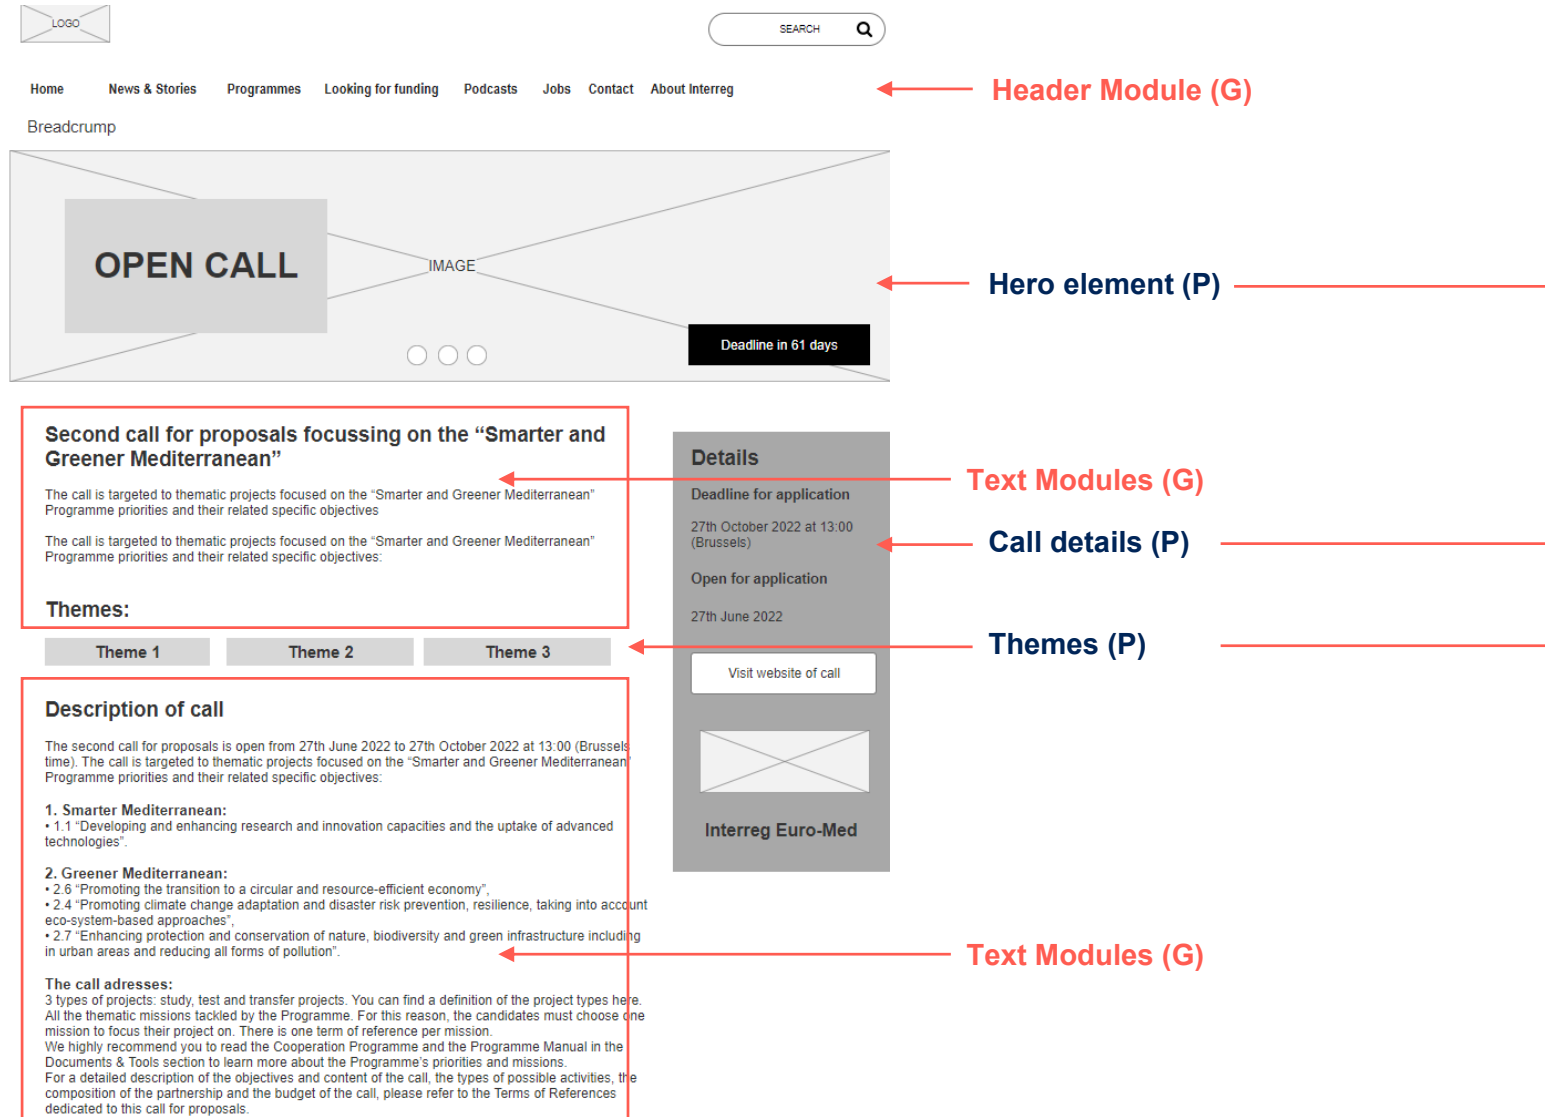 LOGO
SEARCH
Home News & Stories Programmes Looking for funding Podcasts Jobs Contact About Interreg
Header Module (G)
Breadcrump
OPEN CALL
IMAGE
Hero element (P)
Deadline in 61 days
Second call for proposals focussing on the “Smarter and
Greener Mediterranean”
The call is targeted to thematic projects focused on the “Smarter and Greener Mediterranean”
Programme priorities and their related specific objectives
The call is targeted to thematic projects focused on the “Smarter and Greener Mediterranean”
Programme priorities and their related specific objectives:
Themes:
Theme 1 Theme 2 Theme 3
Details
Deadline for application
27th October 2022 at 13:00
(Brussels)
Open for application
27th June 2022
Visit website of call
Interreg Euro-Med
Text Modules (G)
Call details (P)
Themes (P)
Description of call
The second call for proposals is open from 27th June 2022 to 27th October 2022 at 13:00 (Brussels
time). The call is targeted to thematic projects focused on the “Smarter and Greener Mediterranean”
Programme priorities and their related specific objectives:
1. Smarter Mediterranean:
• 1.1 “Developing and enhancing research and innovation capacities and the uptake of advanced
technologies”.
2. Greener Mediterranean:
• 2.6 “Promoting the transition to a circular and resource-efficient economy”,
• 2.4 “Promoting climate change adaptation and disaster risk prevention, resilience, taking into account
eco-system-based approaches”,
• 2.7 “Enhancing protection and conservation of nature, biodiversity and green infrastructure including
in urban areas and reducing all forms of pollution”.
Text Modules (G)
The call adresses:
3 types of projects: study, test and transfer projects. You can find a definition of the project types here.
All the thematic missions tackled by the Programme. For this reason, the candidates must choose one
mission to focus their project on. There is one term of reference per mission.
We highly recommend you to read the Cooperation Programme and the Programme Manual in the
Documents & Tools section to learn more about the Programme’s priorities and missions.
For a detailed description of the objectives and content of the call, the types of possible activities, the
composition of the partnership and the budget of the call, please refer to the Terms of References
dedicated to this call for proposals.